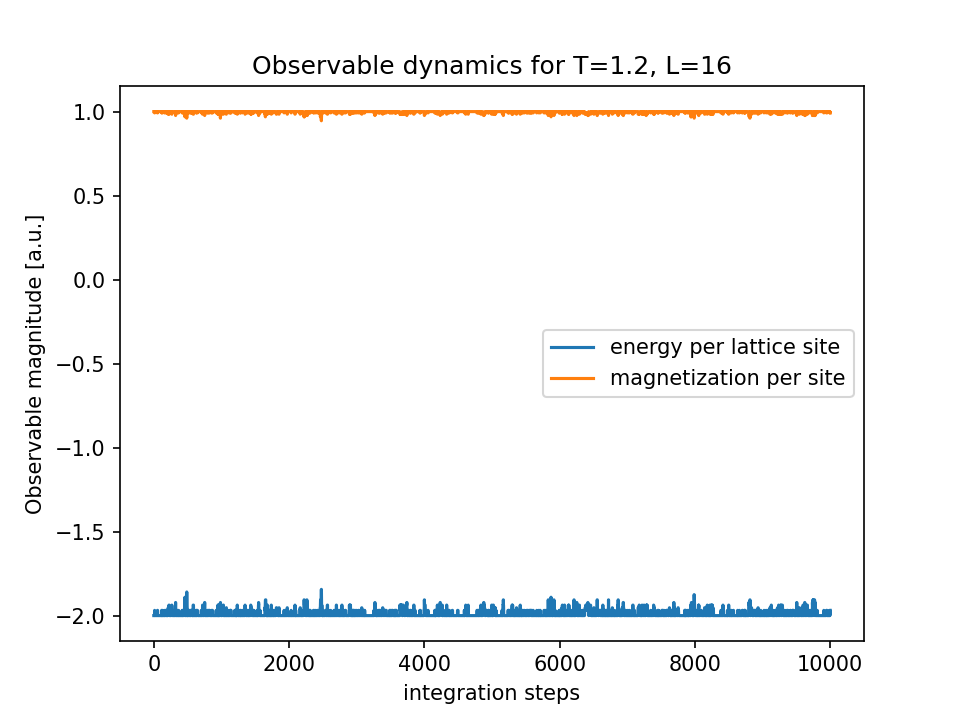 Observable dynamics for T=1.2, L=16
Observable magnitude [a.u.]
1.0
0.5
0.0
−0.5
−1.0
−1.5
−2.0
energy per lattice site
magnetization per site
0 2000 4000 6000 8000 10000
integration steps